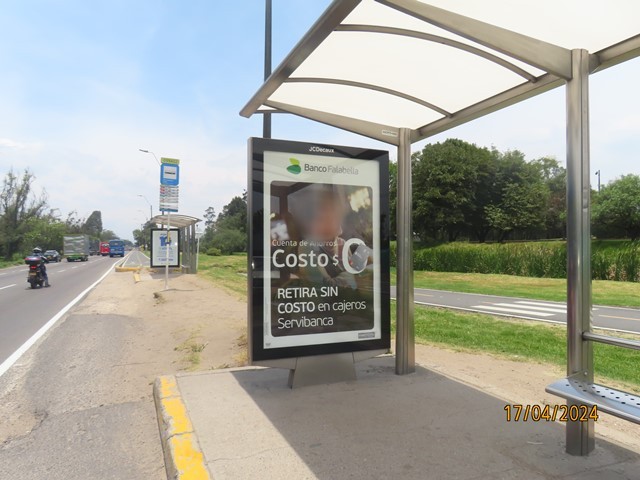 JCDecaux
Banco Falabella
Cuenta de Ahorros
Costo $0
RETIRA SIN
COSTO en cajeros
Servibanca
17/04/2024